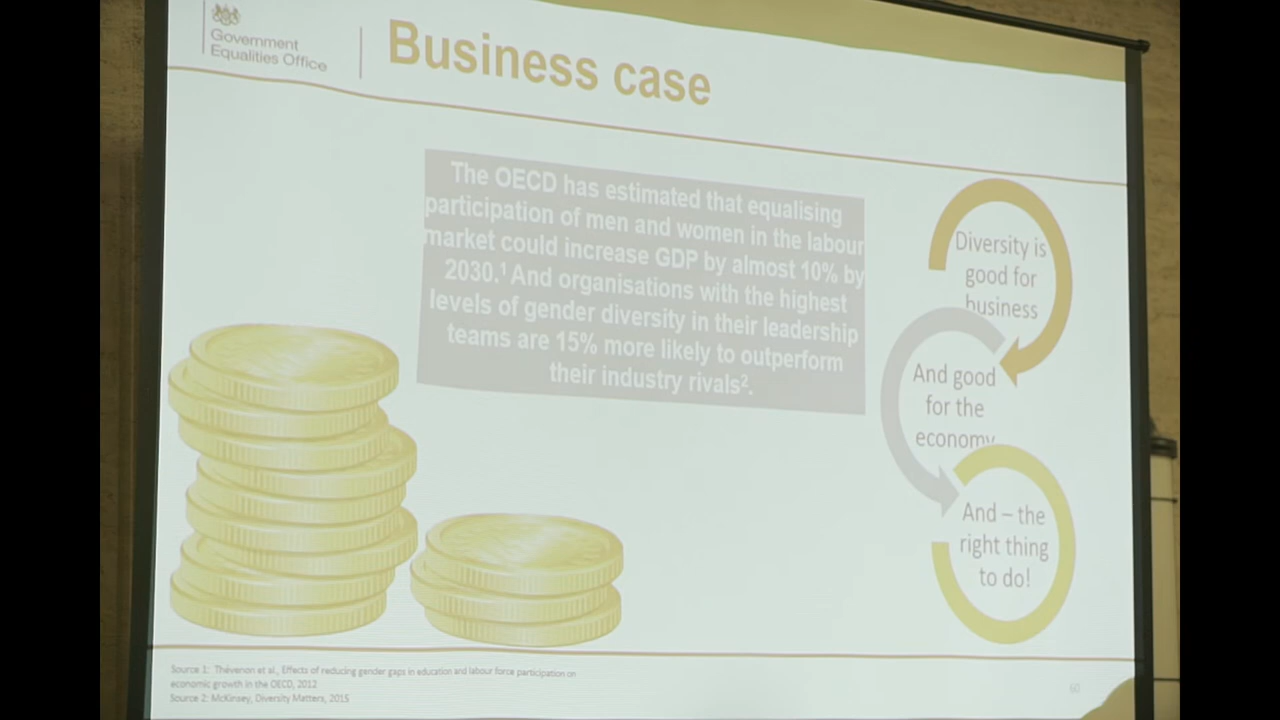 Government
Equalities Office
Business case
The OECD has estimated that equalising
participation of men and women in the labour
market could increase GDP by almost 10% by
2030.¹ And organisations with the highest
levels of gender diversity in their leadership
teams are 15% more likely to outperform
their industry rivals².
Diversity is
good for
business
And good
for the
economy
And – the
right thing
to do!
Source 1: Thévenon et al., Effects of reducing gender gaps in education and labour force participation on
economic growth in the OECD, 2012
Source 2: McKinsey, Diversity Matters, 2015
60